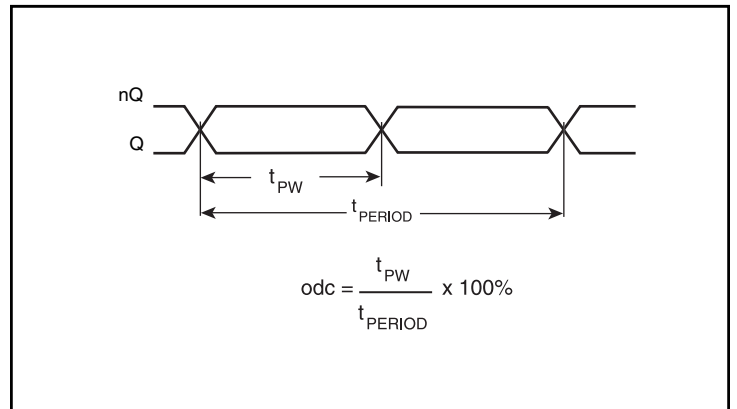 nQ
Q
tPW
tPERIOD
odc = tPW / tPERIOD x 100%